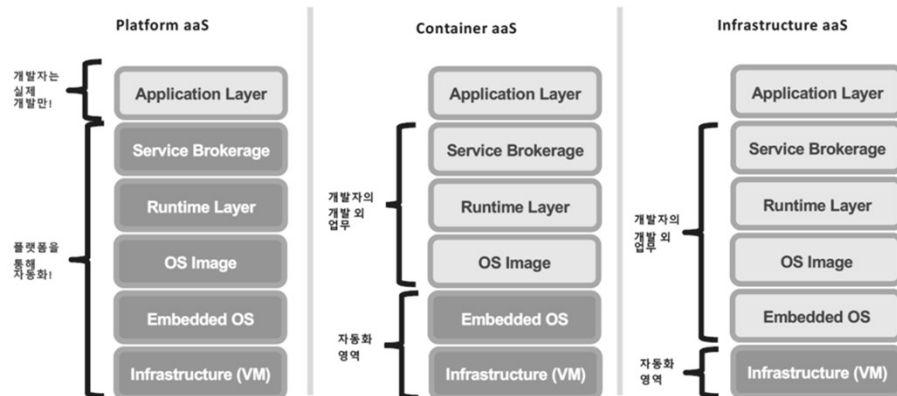 Platform aaS
개발자는
실제
개발만!
Application Layer
Service Brokerage
Runtime Layer
OS Image
Embedded OS
Infrastructure (VM)
플랫폼을
통해
자동화!
Container aaS
Application Layer
Service Brokerage
Runtime Layer
OS Image
Embedded OS
Infrastructure (VM)
개발자의
개발 외
업무
자동화
영역
Infrastructure aaS
Application Layer
Service Brokerage
Runtime Layer
OS Image
Embedded OS
Infrastructure (VM)
개발자의
개발 외
업무
자동화
영역